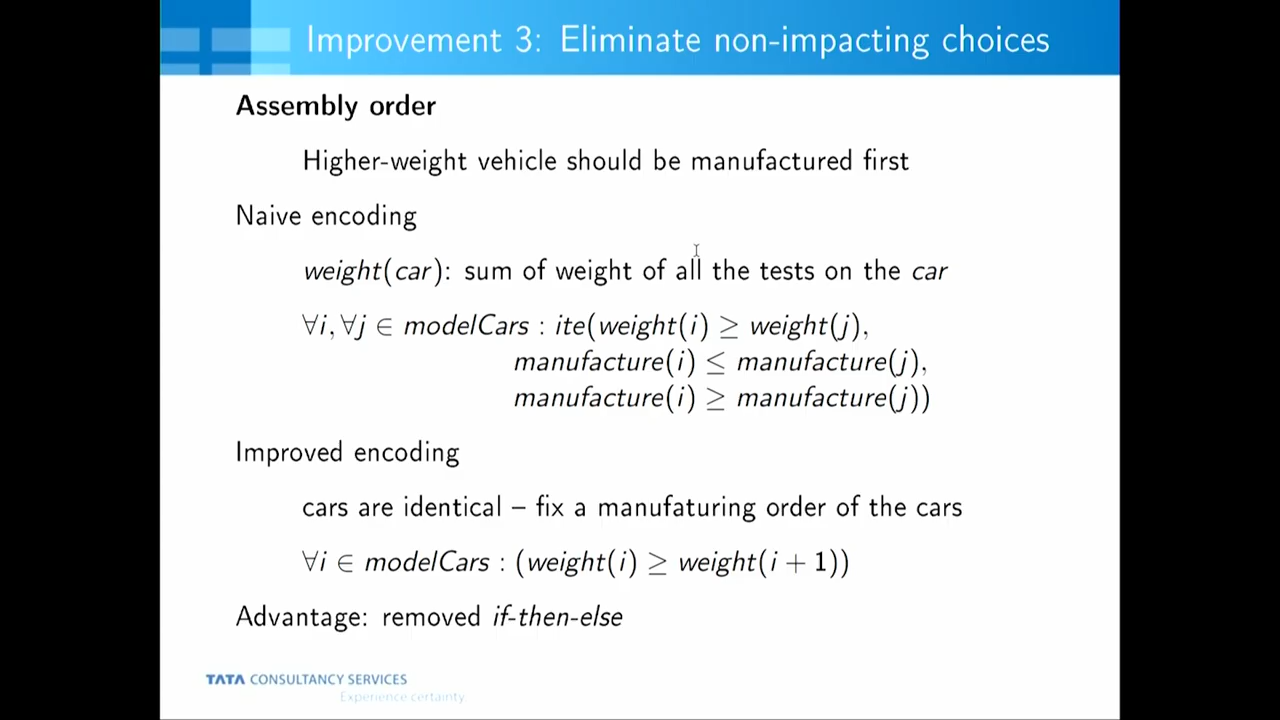 Improvement 3: Eliminate non-impacting choices
Assembly order
Higher-weight vehicle should be manufactured first
Naive encoding
weight(car): sum of weight of all the tests on the car
∀i, ∀j ∈ modelCars : ite(weight(i) ≥ weight(j),
manufacture(i) ≤ manufacture(j),
manufacture(i) ≥ manufacture(j))
Improved encoding
cars are identical – fix a manufaturing order of the cars
∀i ∈ modelCars : (weight(i) ≥ weight(i + 1))
Advantage: removed if-then-else
TATA CONSULTANCY SERVICES
Experience certainty.